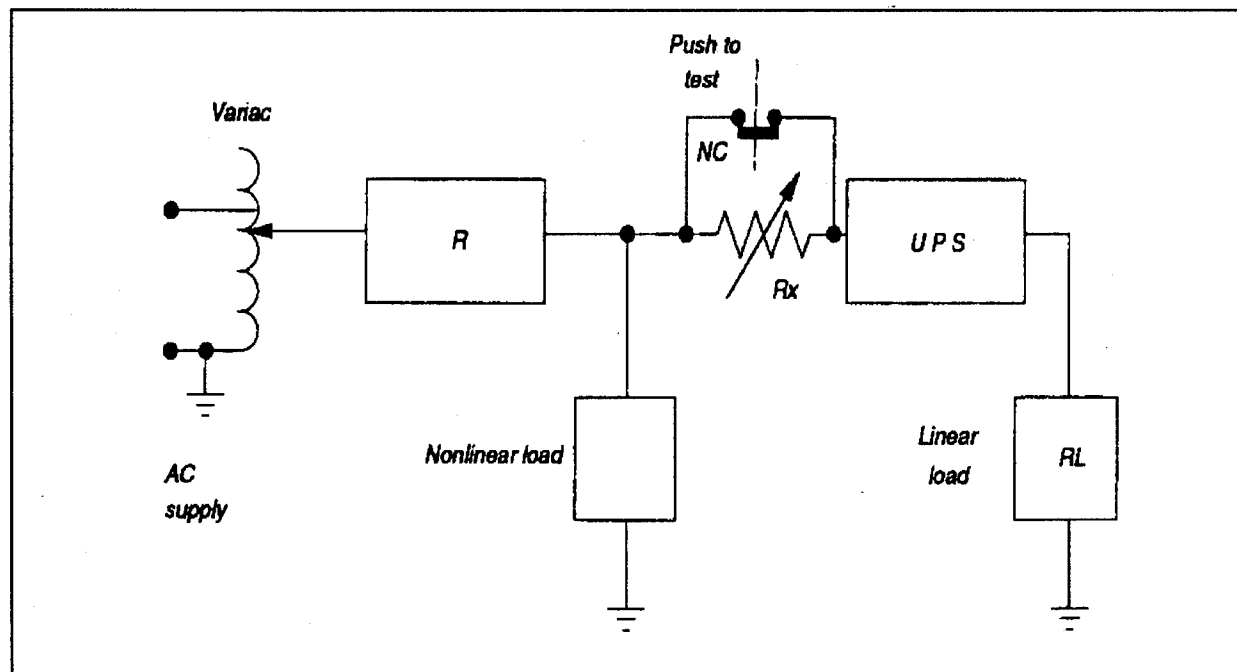 Push to
test
Variac
NC
R
Rx
U P S
Nonlinear load
Linear
load
RL
AC
supply